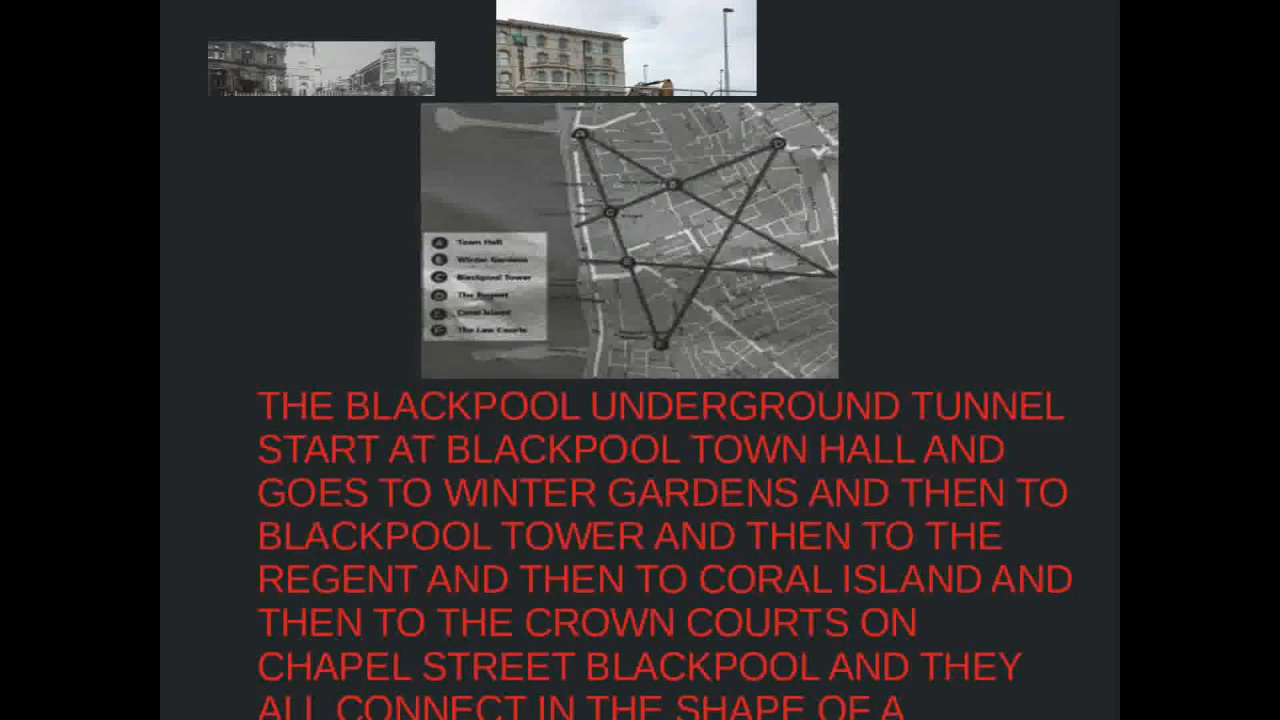 Town Hall
Winter Gardens
Blackpool Tower
The Regent
Coral Island
The Law Courts
THE BLACKPOOL UNDERGROUND TUNNEL
START AT BLACKPOOL TOWN HALL AND
GOES TO WINTER GARDENS AND THEN TO
BLACKPOOL TOWER AND THEN TO THE
REGENT AND THEN TO CORAL ISLAND AND
THEN TO THE CROWN COURTS ON
CHAPEL STREET BLACKPOOL AND THEY
ALL CONNECT IN THE SHAPE OF A